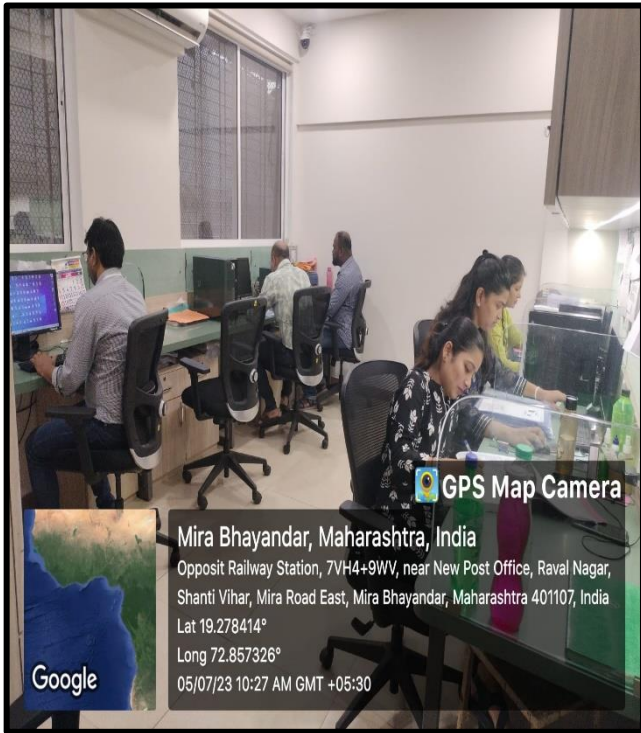 GPS Map Camera
Mira Bhayandar, Maharashtra, India
Opposit Railway Station, 7VH4+9WV, near New Post Office, Raval Nagar,
Shanti Vihar, Mira Road East, Mira Bhayandar, Maharashtra 401107, India
Lat 19.278414°
Long 72.857326°
05/07/23 10:27 AM GMT +05:30
Google